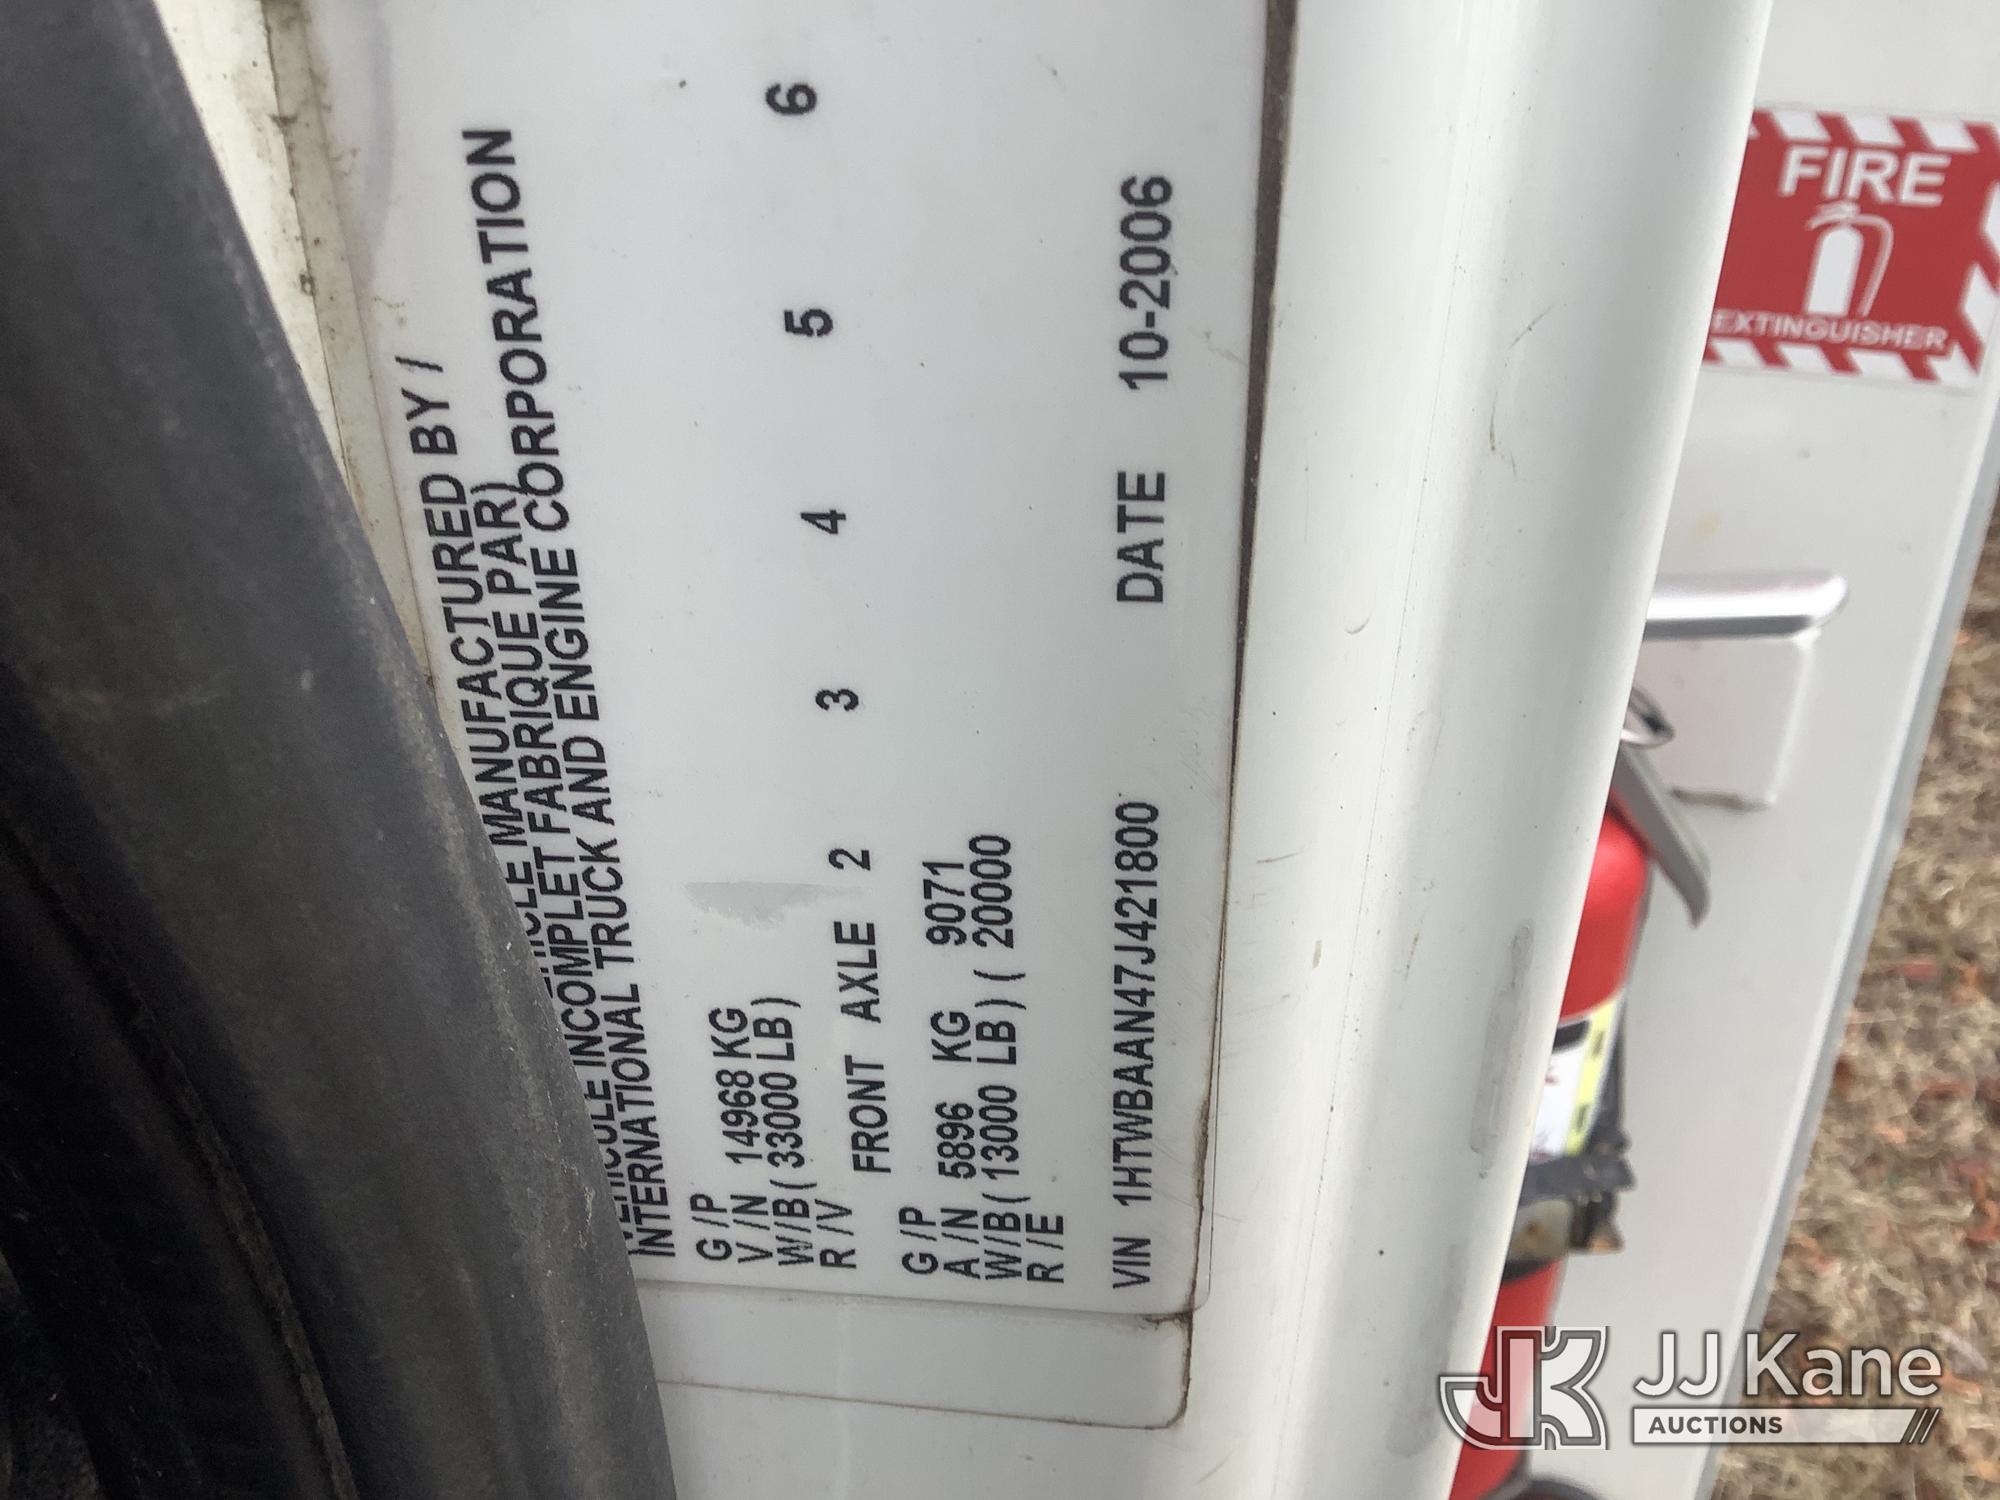 VEHICLE MANUFACTURED BY /
VEHICULE INCOMPLET FABRIQUE PAR)
INTERNATIONAL TRUCK AND ENGINE CORPORATION
G /P
V /N 14968 KG
W/B( 33000 LB)
R /V
FRONT AXLE 2 3 4 5 6
G /P
A /N 5896 KG 9071
W/B( 13000 LB) ( 20000
R /E
VIN 1HTWBAAN47J421800 DATE 10-2006
FIRE
EXTINGUISHER
JK
JJ Kane
AUCTIONS